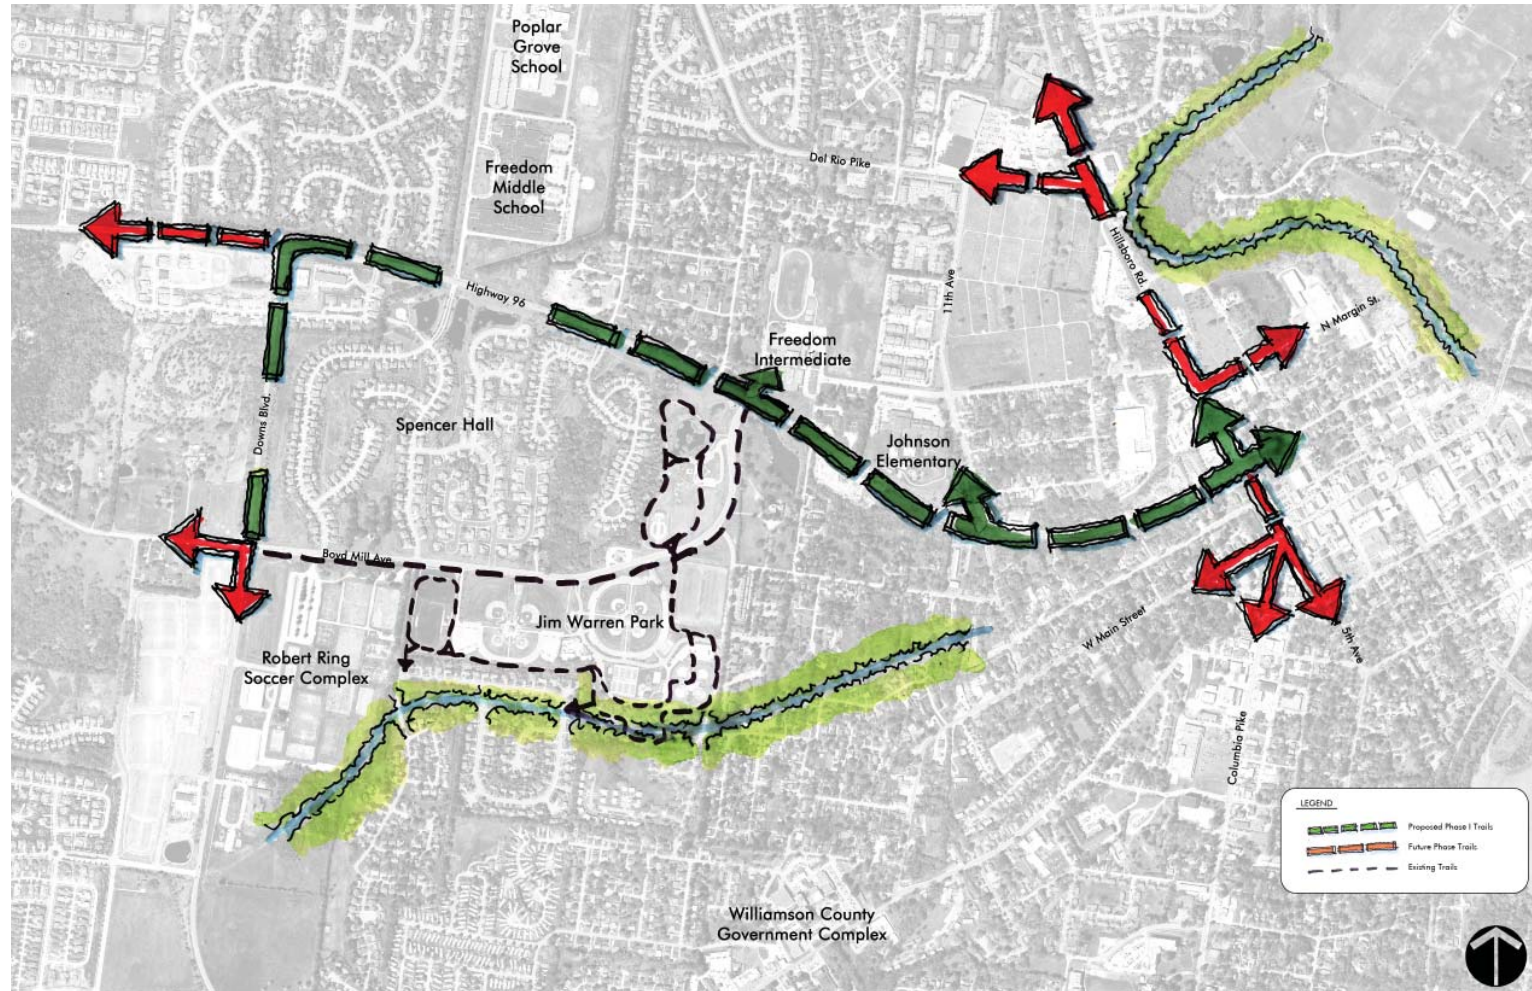 Poplar
Grove
School
Del Rio Pike
Freedom
Middle
School
Hillsboro Rd.
Highway 96
11th Ave
N Margin St.
Freedom
Intermediate
Downs Blvd.
Spencer Hall
Johnson
Elementary
Boyd Mill Ave
Jim Warren Park
W Main Street
5th Ave
Robert Ring
Soccer Complex
Columbia Pike
LEGEND
Proposed Phase I Trails
Future Phase Trails
Existing Trails
Williamson County
Government Complex